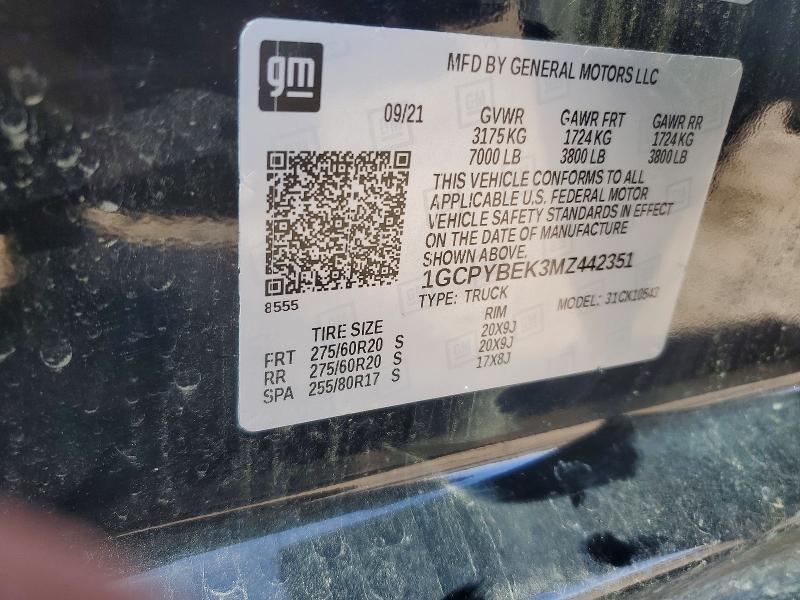 gm
MFD BY GENERAL MOTORS LLC
09/21 GVWR GAWR FRT GAWR RR
3175 KG 1724 KG 1724 KG
7000 LB 3800 LB 3800 LB
THIS VEHICLE CONFORMS TO ALL
APPLICABLE U.S. FEDERAL MOTOR
VEHICLE SAFETY STANDARDS IN EFFECT
ON THE DATE OF MANUFACTURE
SHOWN ABOVE.
1GCPYBEK3MZ442351
8555
TYPE: TRUCK MODEL: 31CK10543
TIRE SIZE RIM
FRT 275/60R20 S 20X9J
RR 275/60R20 S 20X9J
SPA 255/80R17 S 17X8J